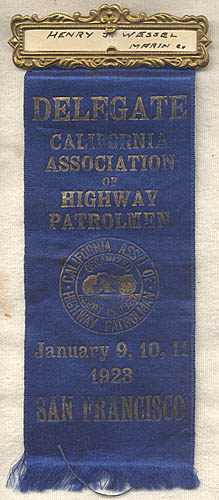 HENRY J WESSEL
MARIN Co.
DELEGATE
CALIFORNIA
ASSOCIATION
OF
HIGHWAY
PATROLMEN
CALIFORNIA ASS'N OF
HIGHWAY PATROLMEN
ORGANIZED
January 9, 10, 11
1923
SAN FRANCISCO